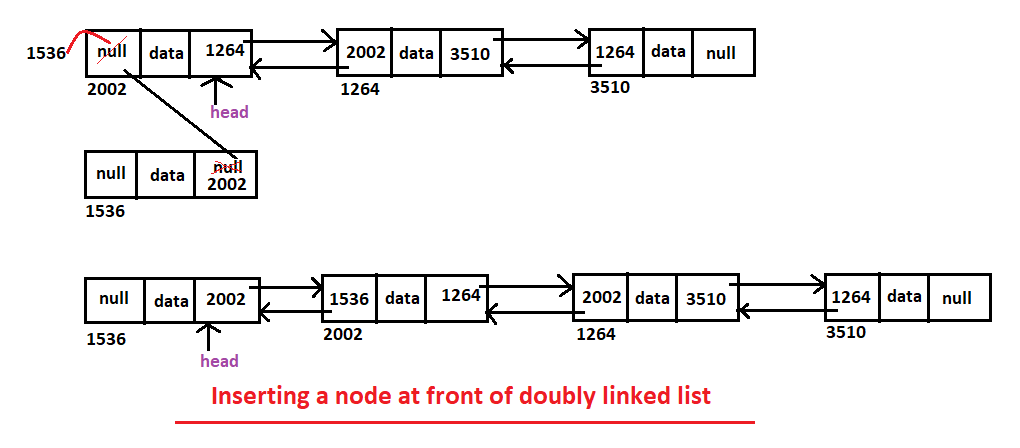 1536 null data 1264 2002 data 3510 1264 data null
2002 1264 3510
head
null data null
2002
1536
null data 2002 1536 data 1264 2002 data 3510 1264 data null
1536 2002 1264 3510
head
Inserting a node at front of doubly linked list